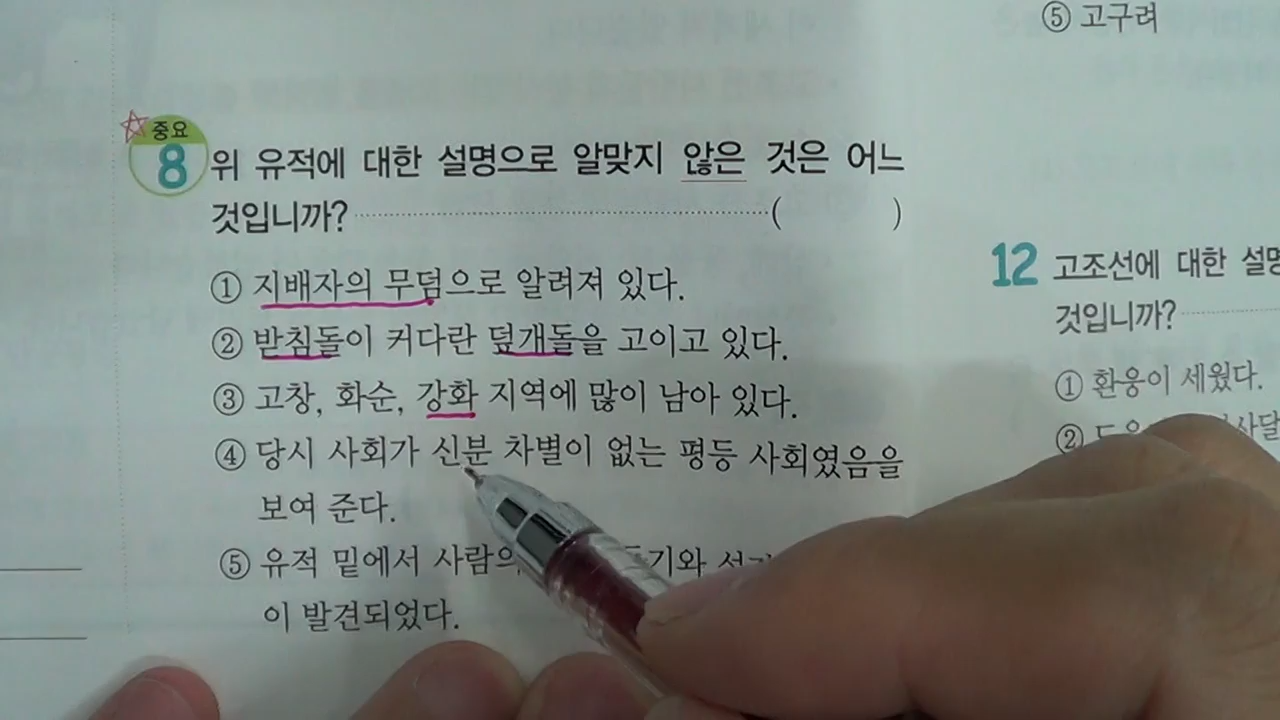 ⑤ 고구려
중요
8 위 유적에 대한 설명으로 알맞지 않은 것은 어느
것입니까? ( )
① 지배자의 무덤으로 알려져 있다.
② 받침돌이 커다란 덮개돌을 고이고 있다.
③ 고창, 화순, 강화 지역에 많이 남아 있다.
④ 당시 사회가 신분 차별이 없는 평등 사회였음을
보여 준다.
⑤ 유적 밑에서 사람의
이 발견되었다.
12 고조선에 대한
것입니까?
① 환웅이 세웠다.
②